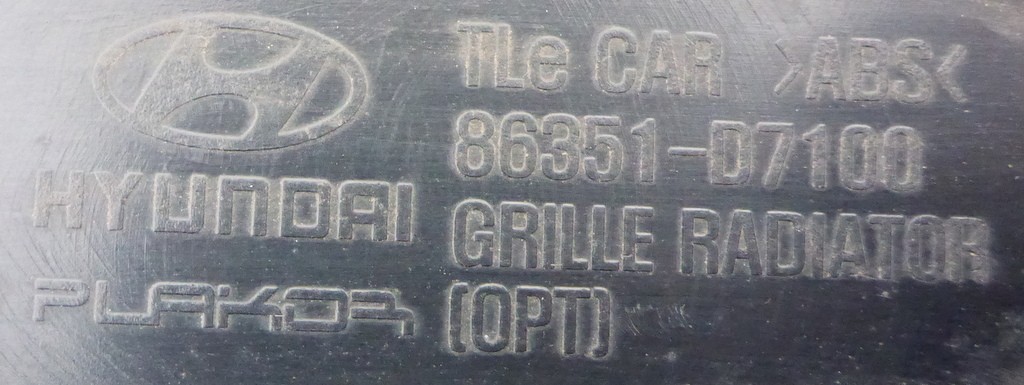 TLe CAR >ABS<
86351-D7100
HYUNDAI
GRILLE RADIATOR
PLAKOR
(OPT)